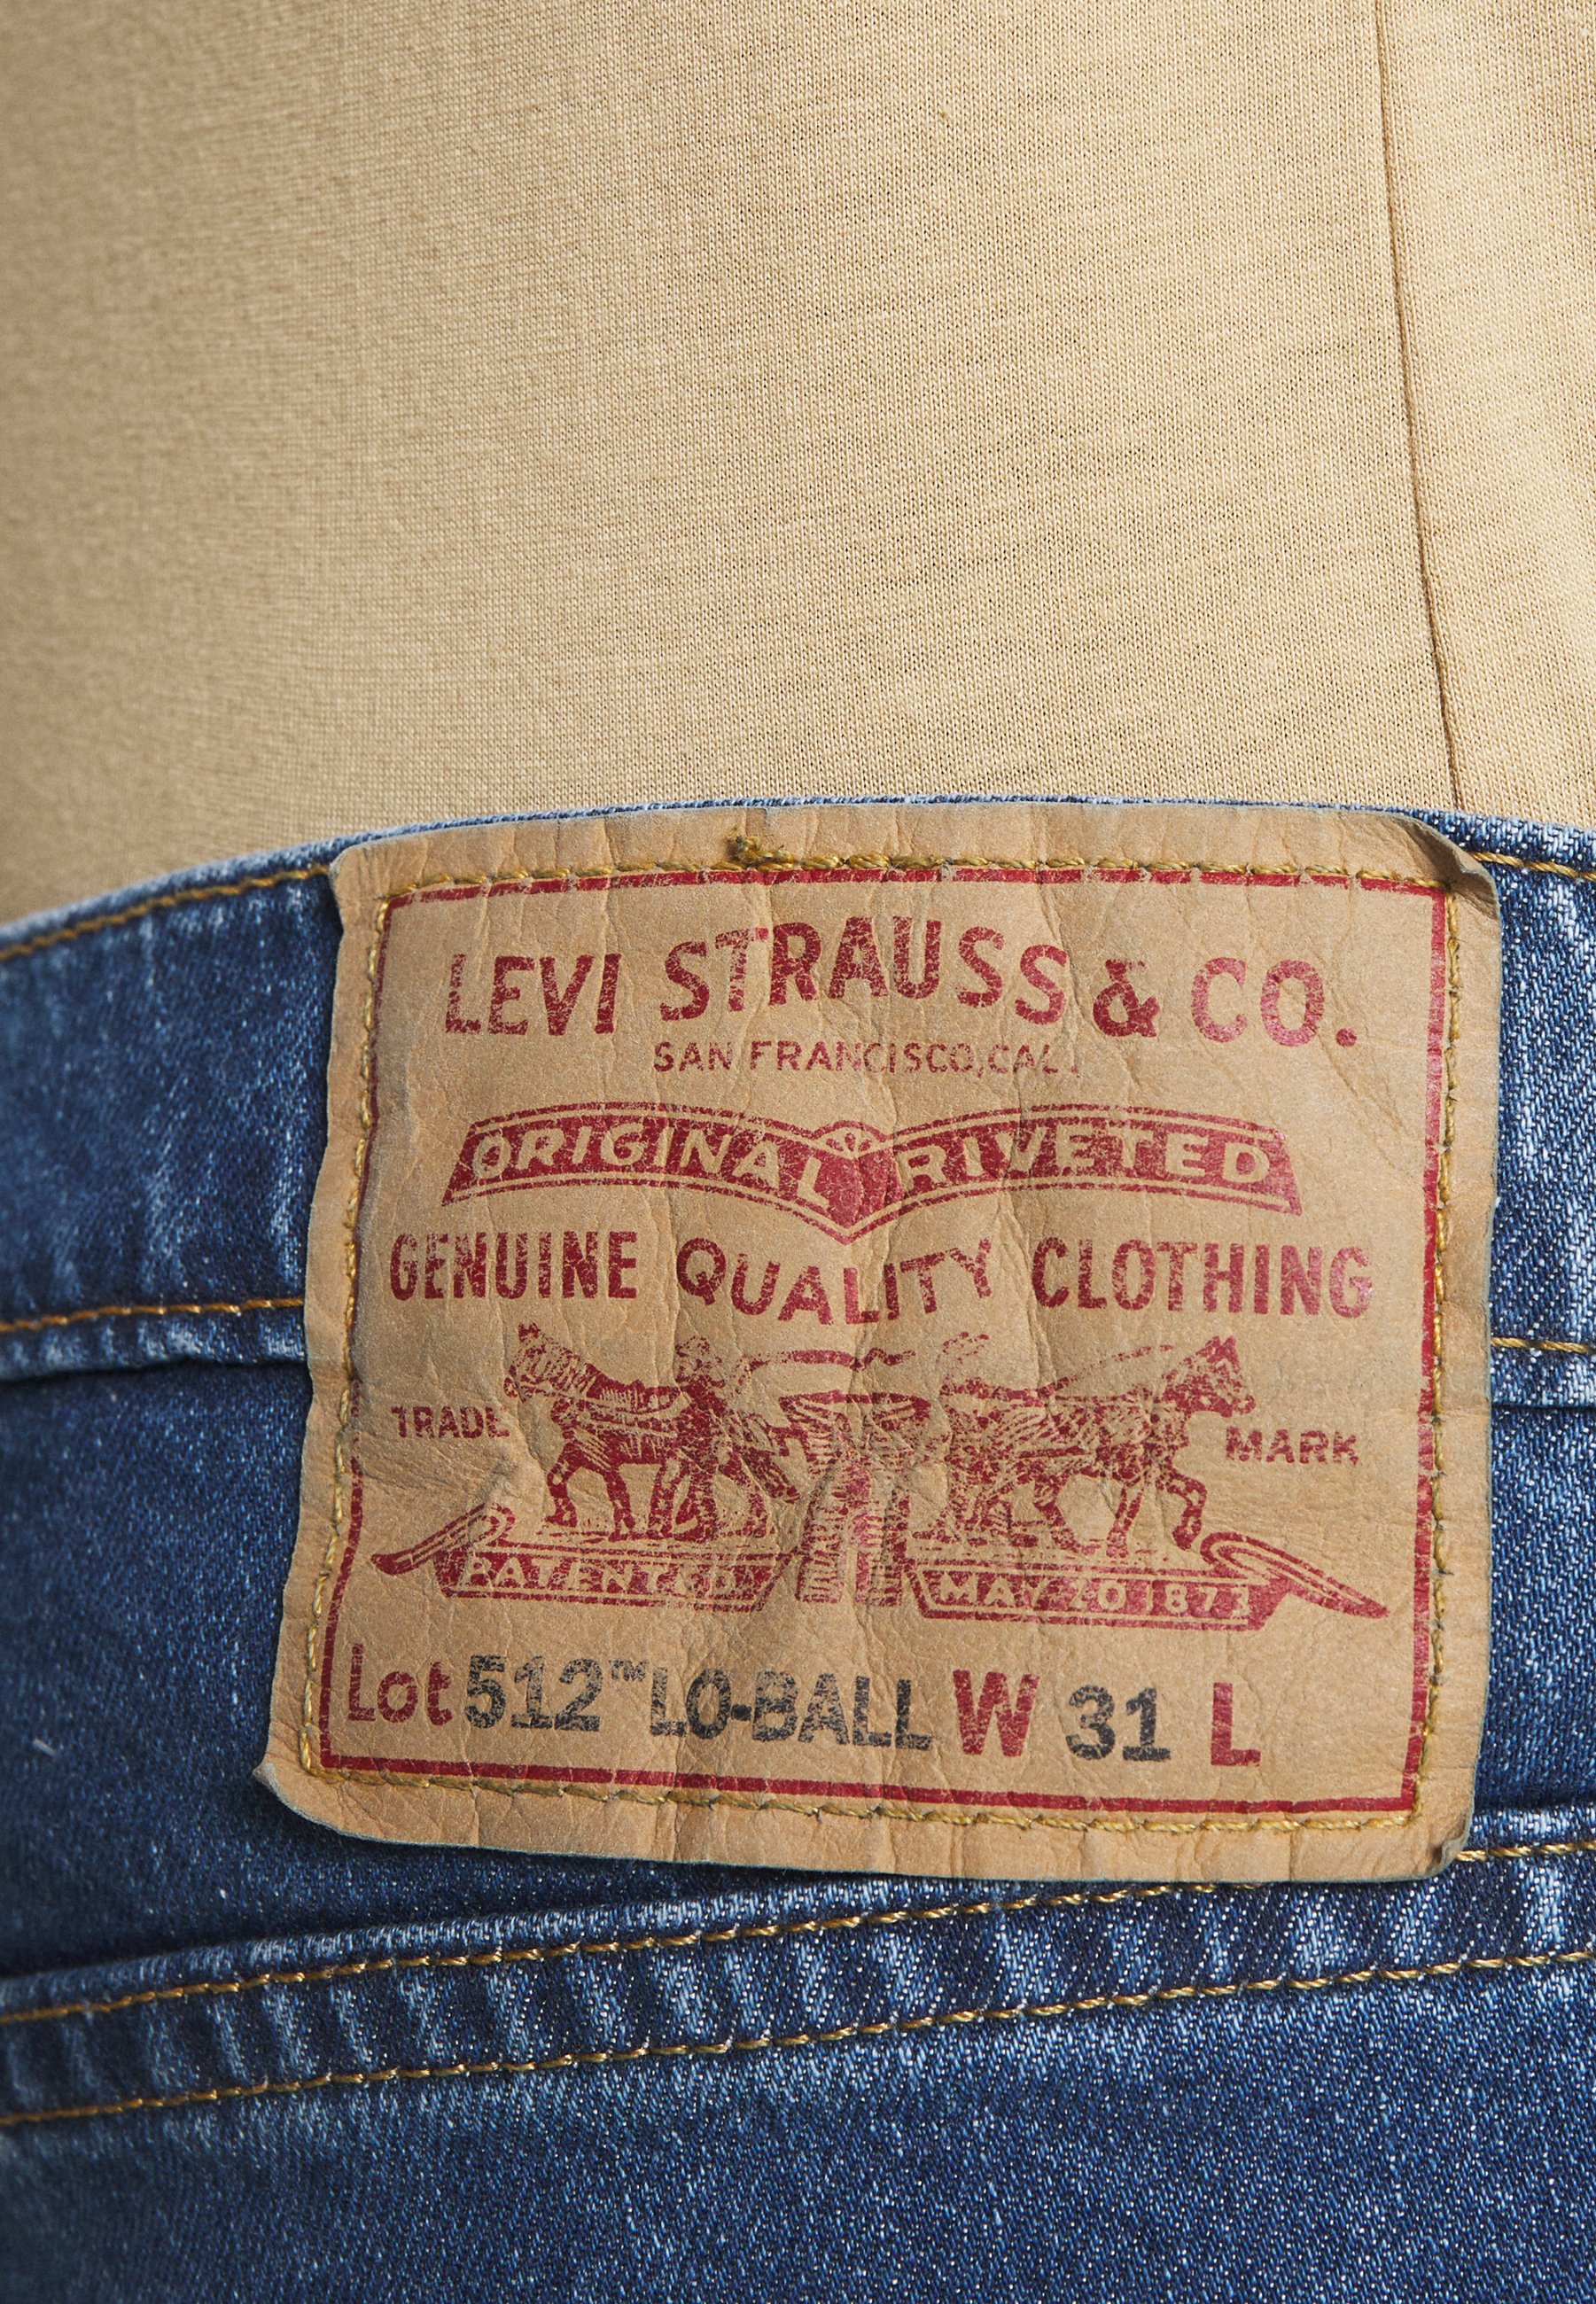 LEVI STRAUSS & CO.
SAN FRANCISCO, CAL.
ORIGINAL RIVETED
GENUINE QUALITY CLOTHING
TRADE MARK
PATENTED MAY 20 1873
Lot 512™ LO-BALL W 31 L